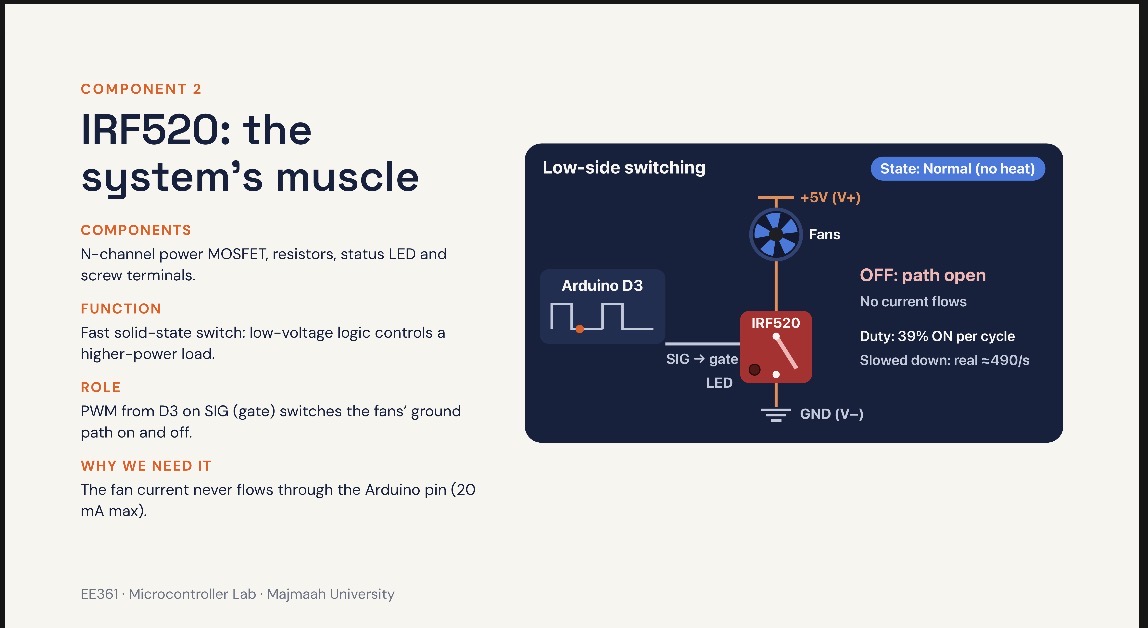 COMPONENT 2
IRF520: the
system's muscle
COMPONENTS
N-channel power MOSFET, resistors, status LED and
screw terminals.
FUNCTION
Fast solid-state switch: low-voltage logic controls a
higher-power load.
ROLE
PWM from D3 on SIG (gate) switches the fans' ground
path on and off.
WHY WE NEED IT
The fan current never flows through the Arduino pin (20
mA max).
Low-side switching
State: Normal (no heat)
+5V (V+)
Fans
Arduino D3
OFF: path open
No current flows
IRF520
Duty: 39% ON per cycle
SIG → gate
Slowed down: real ≈490/s
LED
GND (V−)
EE361 · Microcontroller Lab · Majmaah University